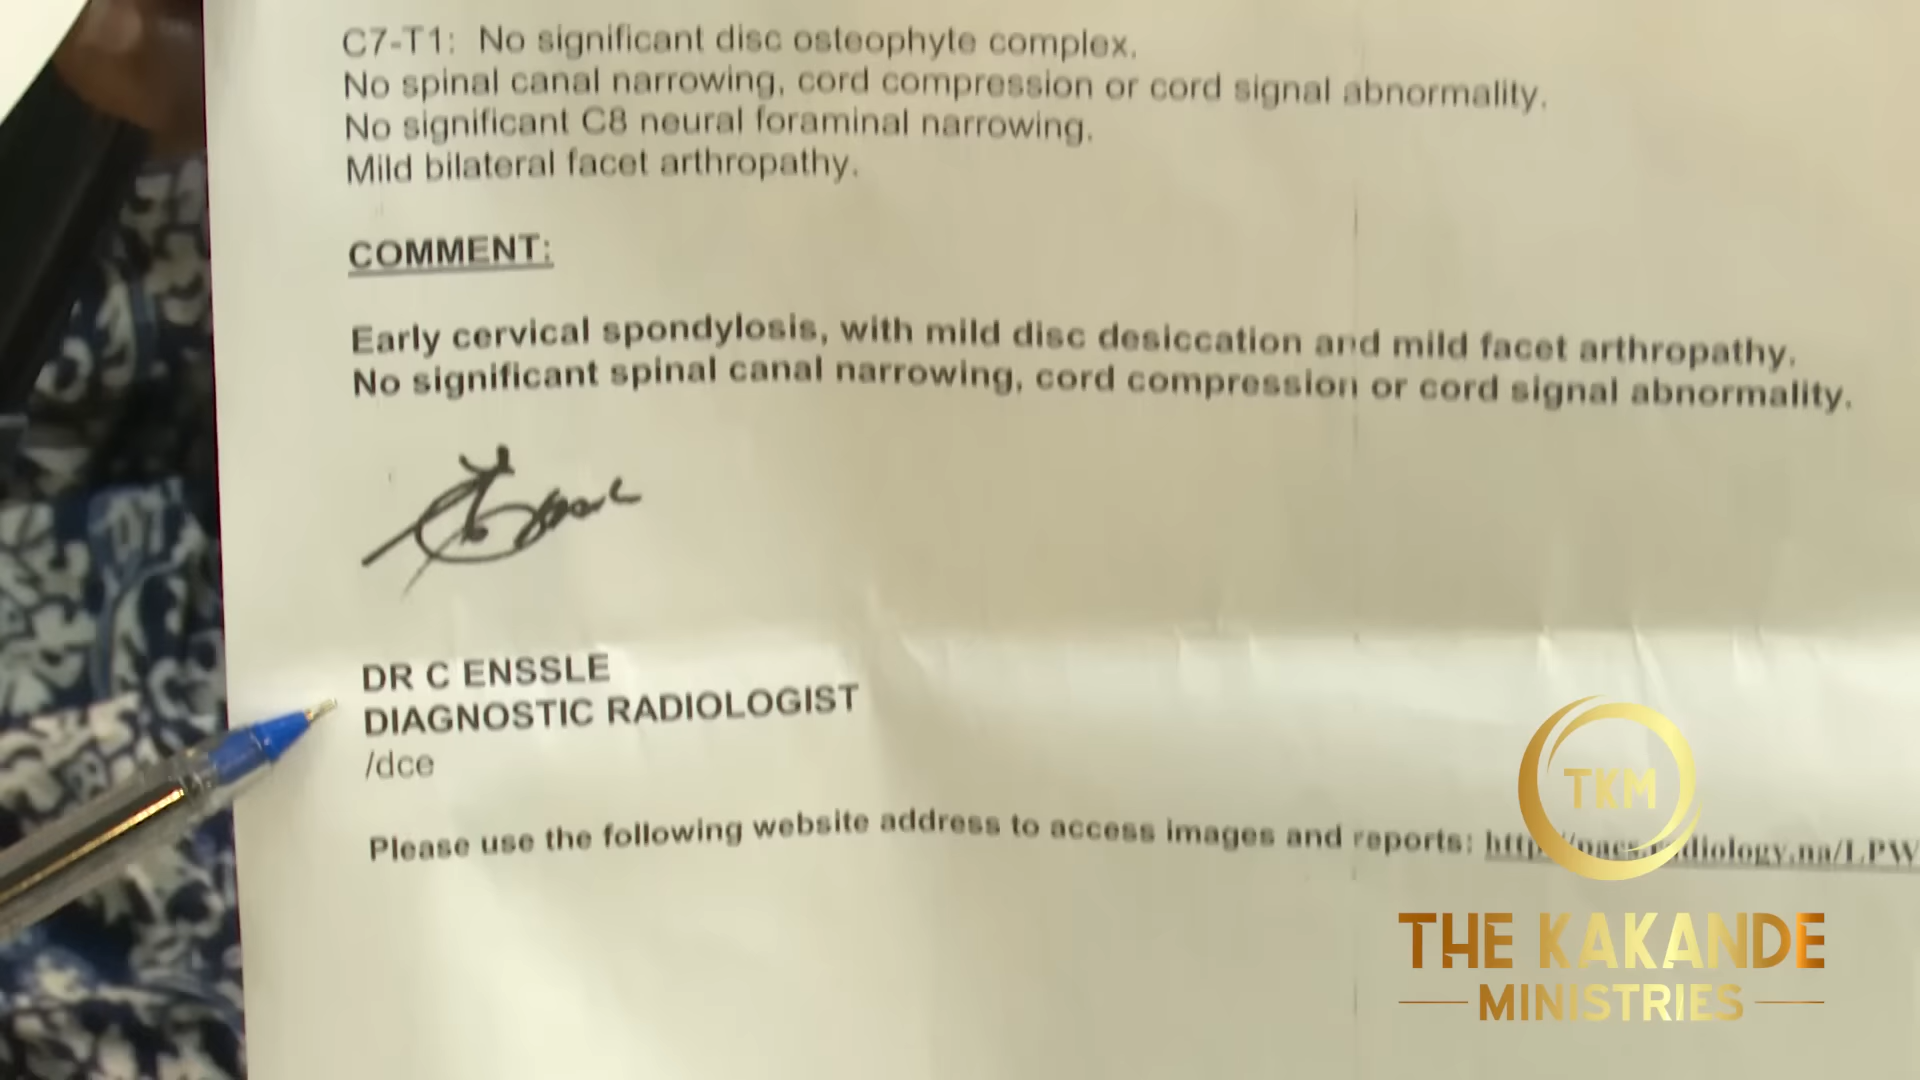 C7-T1: No significant disc osteophyte complex.
No spinal canal narrowing, cord compression or cord signal abnormality.
No significant C8 neural foraminal narrowing.
Mild bilateral facet arthropathy.
COMMENT:
Early cervical spondylosis, with mild disc desiccation and mild facet arthropathy.
No significant spinal canal narrowing, cord compression or cord signal abnormality.
DR C ENSSLE
DIAGNOSTIC RADIOLOGIST
/dce
Please use the following website address to access images and reports:
TKM
THE KAKANDE
MINISTRIES